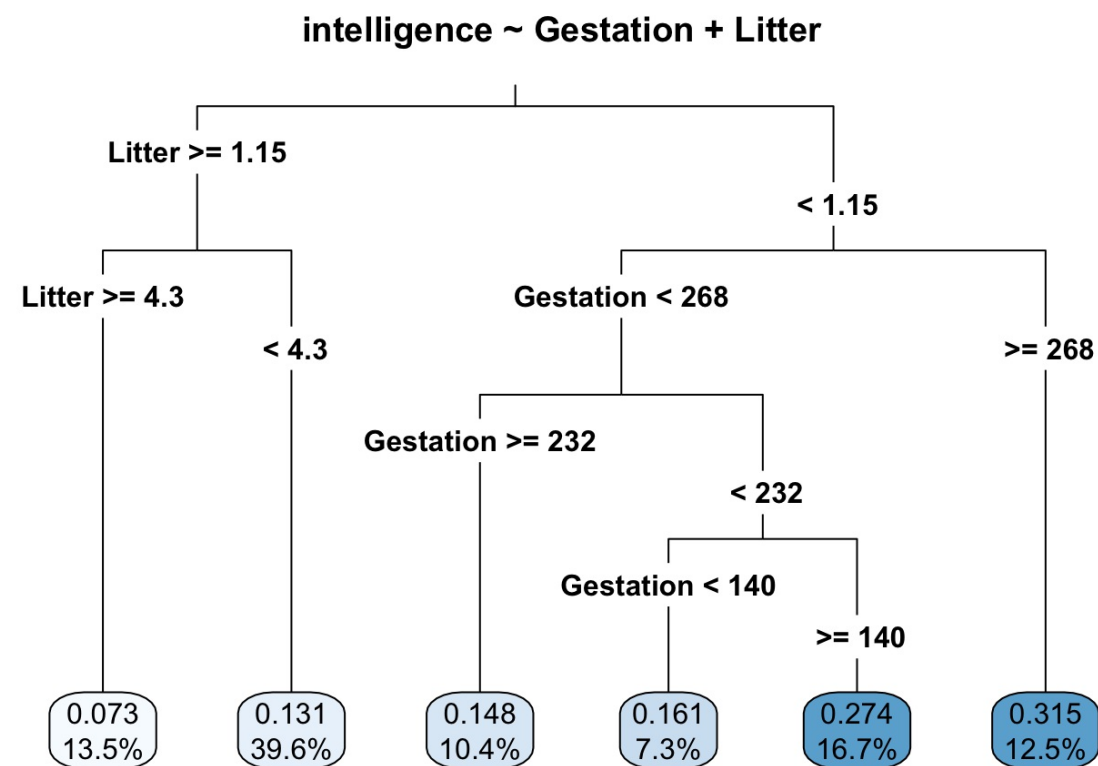 intelligence ~ Gestation + Litter
Litter >= 1.15
< 1.15
Litter >= 4.3
Gestation < 268
< 4.3
>= 268
Gestation >= 232
< 232
Gestation < 140
>= 140
0.073
13.5%
0.131
39.6%
0.148
10.4%
0.161
7.3%
0.274
16.7%
0.315
12.5%